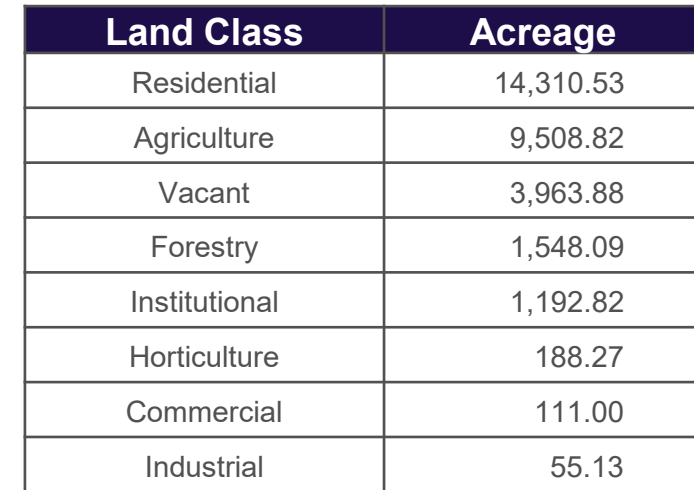 Land Class Acreage
Residential 14,310.53
Agriculture 9,508.82
Vacant 3,963.88
Forestry 1,548.09
Institutional 1,192.82
Horticulture 188.27
Commercial 111.00
Industrial 55.13